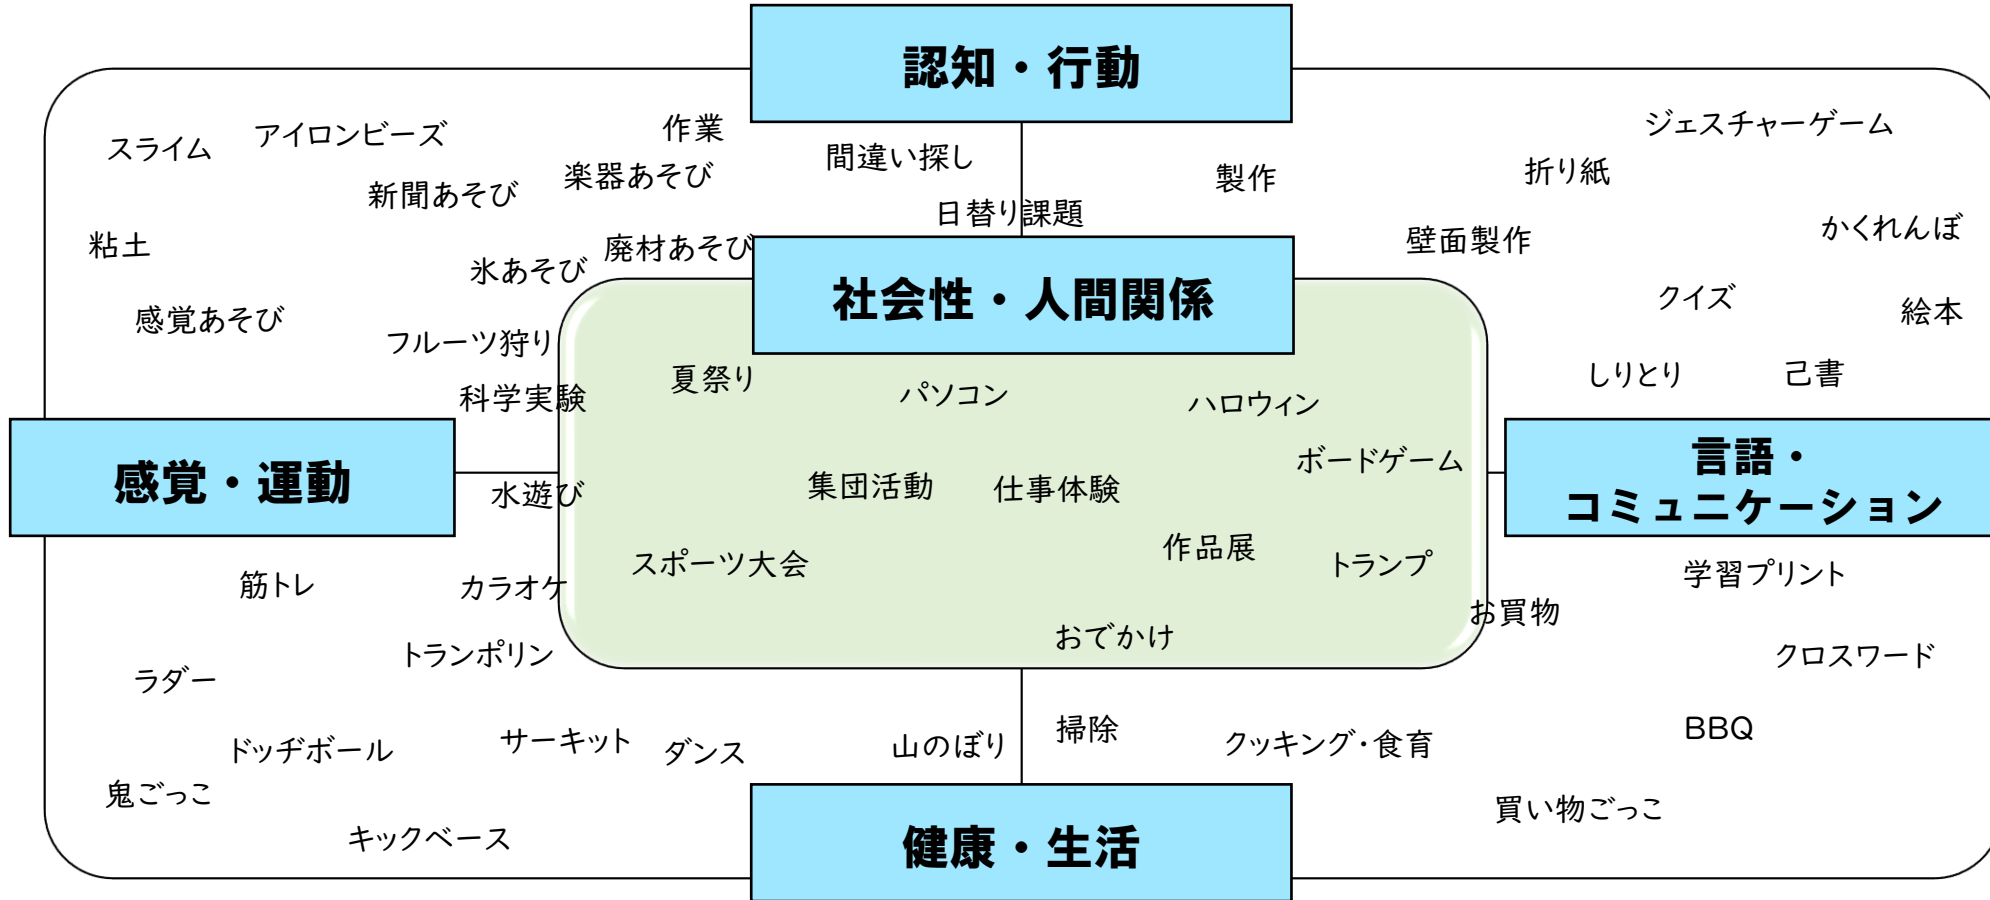 認知・行動
ジェスチャーゲーム
作業
アイロンビーズ
スライム
間違い探し
折り紙
楽器あそび
製作
新聞あそび
日替り課題
かくれんぼ
壁面製作
粘土
廃材あそび
氷あそび
社会性・人間関係
クイズ
絵本
感覚あそび
フルーツ狩り
しりとり
己書
夏祭り
パソコン
科学実験
ハロウィン
ボードゲーム
感覚・運動
言語・
コミュニケーション
水遊び
集団活動
仕事体験
作品展
スポーツ大会
トランプ
学習プリント
筋トレ
カラオケ
お買物
おでかけ
トランポリン
クロスワード
ラダー
BBQ
掃除
サーキット
山のぼり
クッキング・食育
ドッヂボール
ダンス
鬼ごっこ
買い物ごっこ
キックベース
健康・生活